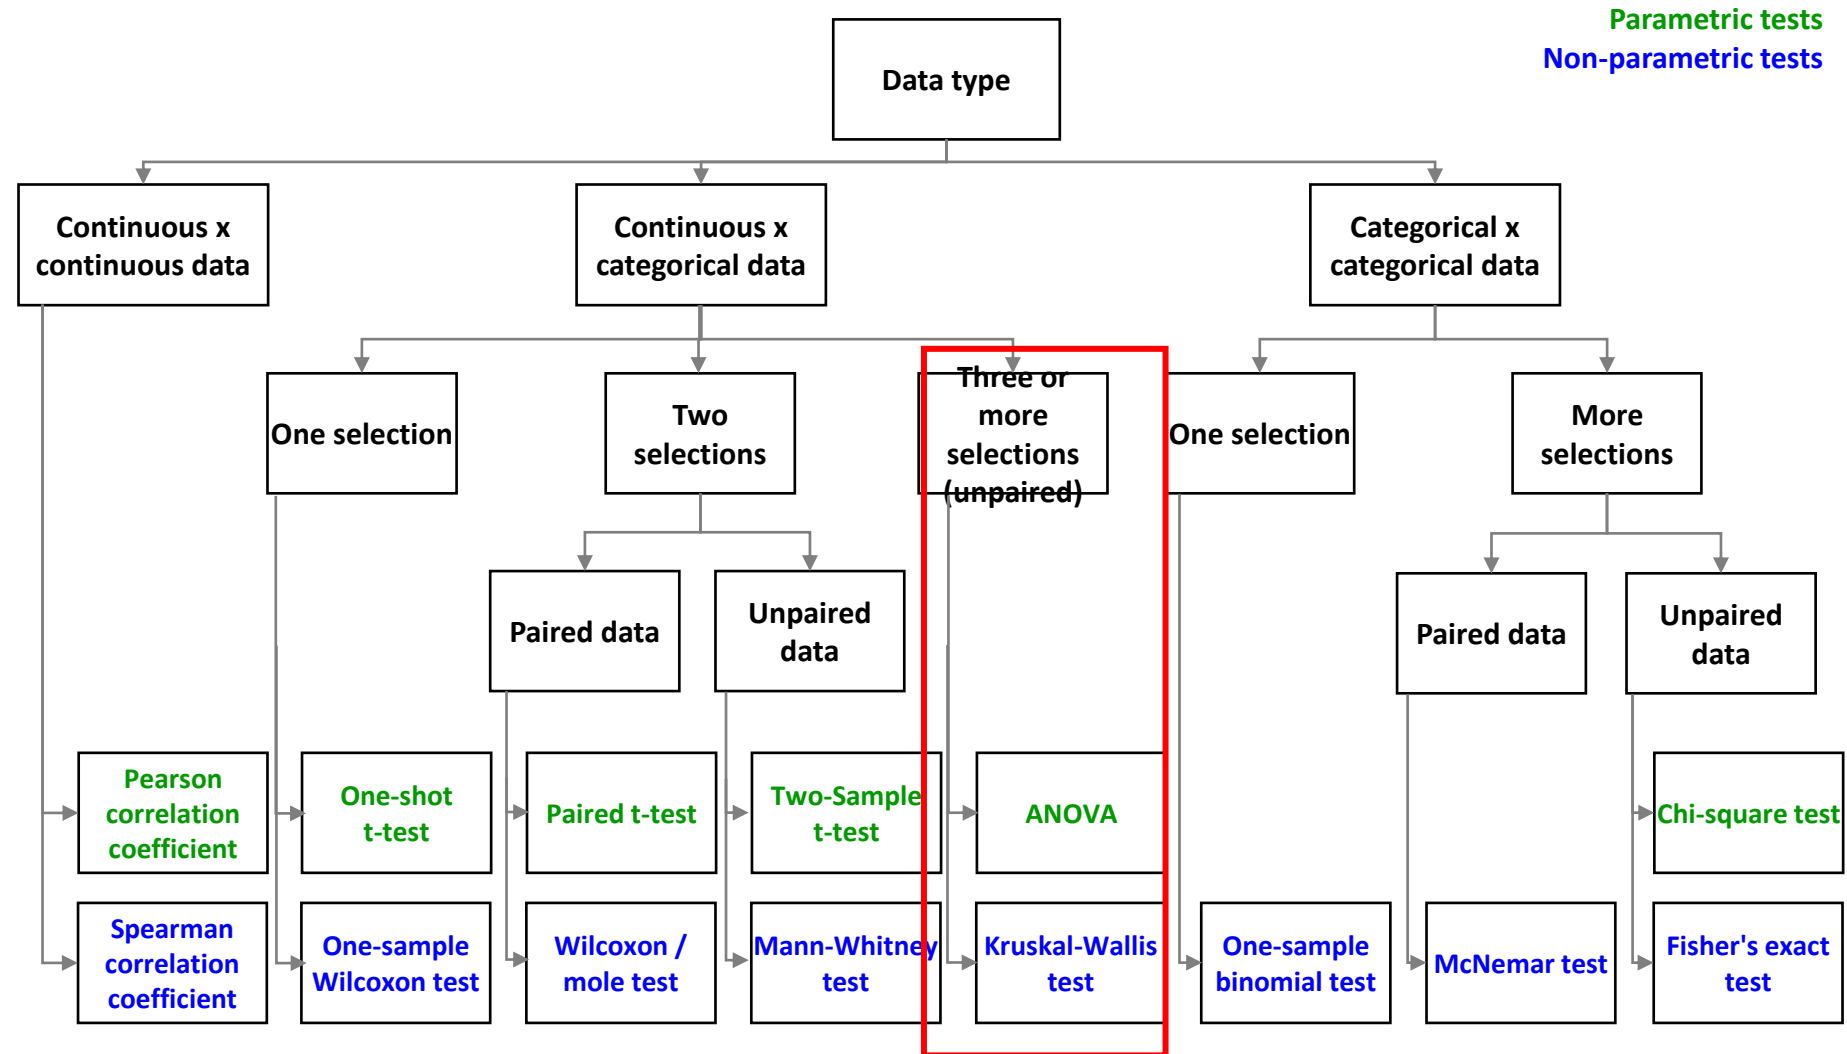 Parametric tests
Non-parametric tests
Data type
Continuous x
continuous data
Continuous x
categorical data
Categorical x
categorical data
One selection
Two
selections
Three or
more
selections
(unpaired)
One selection
More
selections
Paired data
Unpaired
data
Paired data
Unpaired
data
Pearson
correlation
coefficient
One-shot
t-test
Paired t-test
Two-Sample
t-test
ANOVA
Chi-square test
Spearman
correlation
coefficient
One-sample
Wilcoxon test
Wilcoxon /
mole test
Mann-Whitney
test
Kruskal-Wallis
test
One-sample
binomial test
McNemar test
Fisher's exact
test